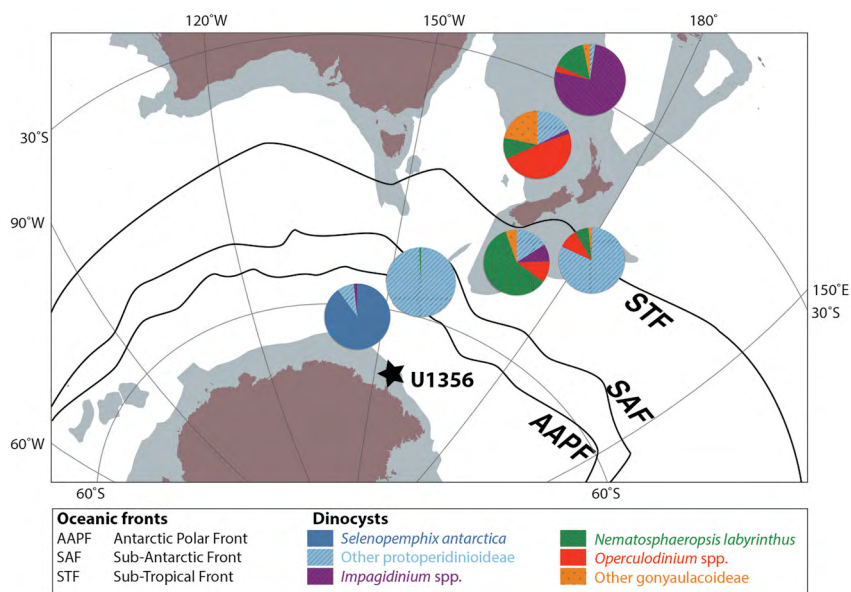 120˚W
150˚W
180˚
30˚S
90˚W
60˚W
60˚S
60˚S
150˚E
30˚S
STF
SAF
AAPF
U1356
Oceanic fronts
AAPF Antarctic Polar Front
SAF Sub-Antarctic Front
STF Sub-Tropical Front
Dinocysts
Selenopemphix antarctica
Other protoperidinioideae
Impagidinium spp.
Nematosphaeropsis labyrinthus
Operculodinium spp.
Other gonyaulacoideae